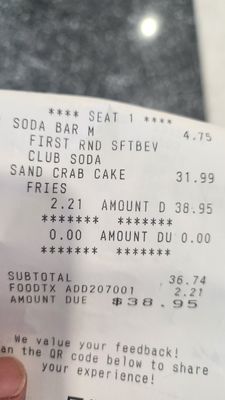 **** SEAT 1 ****
SODA BAR M 4.75
FIRST RND SFTBEV
CLUB SODA
SAND CRAB CAKE 31.99
FRIES
2.21 AMOUNT D 38.95
******* *******
0.00 AMOUNT DU 0.00
******* *******
SUBTOTAL 36.74
FOODTX ADD207001 2.21
AMOUNT DUE $38.95
We value your feedback!
an the QR code below to share
your experience!